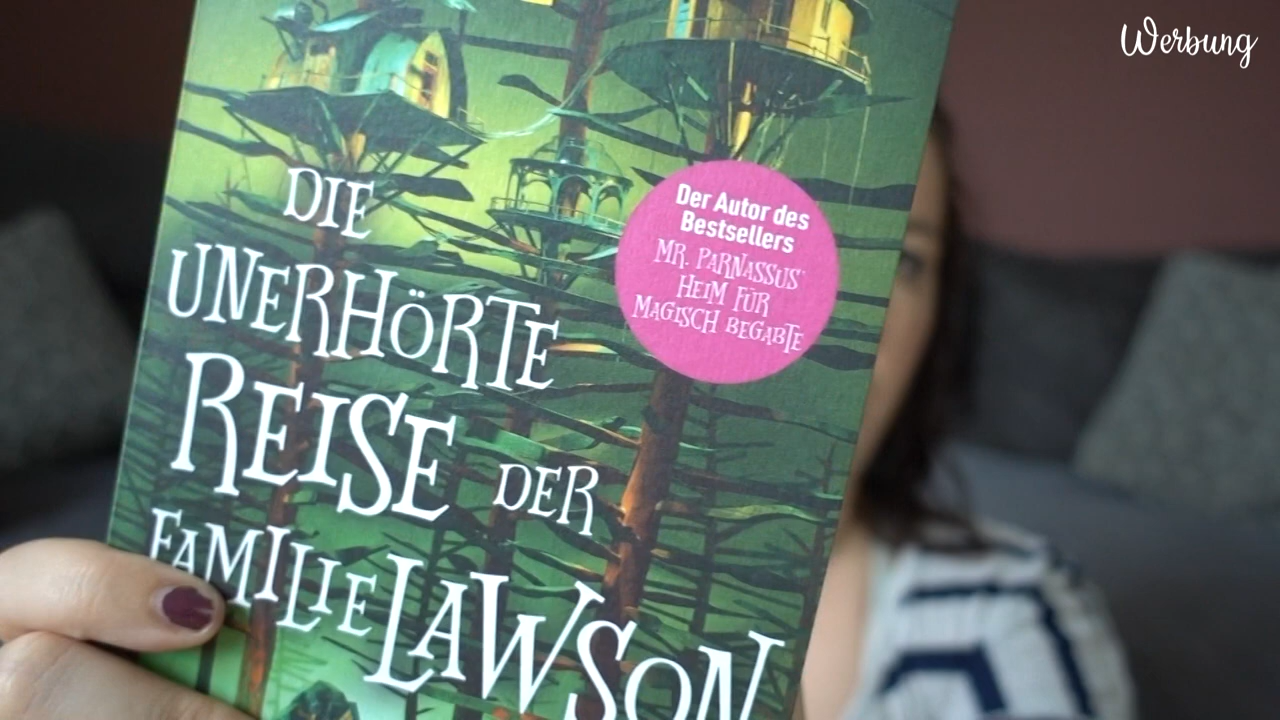 Werbung
Der Autor des
Bestsellers
MR. PARNASSUS'
HEIM FÜR
MAGISCH BEGABTE
DIE
UNERHÖRTE
REISE DER
FAMILIE LAWSON